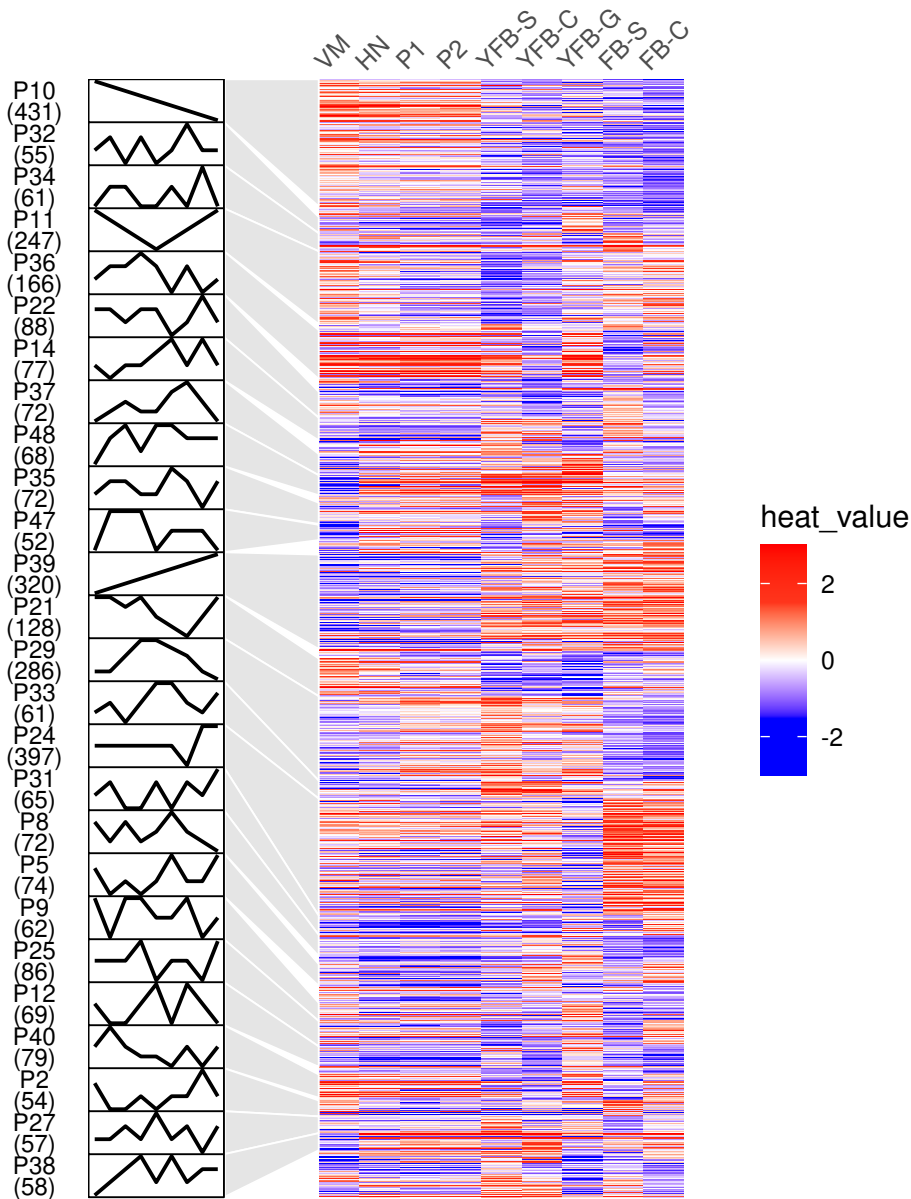 VM HN P1 P2 YFB-S YFB-C YFB-G FB-S FB-C
P10
(431)
P32
(55)
P34
(61)
P11
(247)
P36
(166)
P22
(88)
P14
(77)
P37
(72)
P48
(68)
P35
(72)
P47
(52)
P39
(320)
P21
(128)
P29
(286)
P33
(61)
P24
(397)
P31
(65)
P8
(72)
P5
(74)
P9
(62)
P25
(86)
P12
(69)
P40
(79)
P2
(54)
P27
(57)
P38
(58)
heat_value
2
0
-2